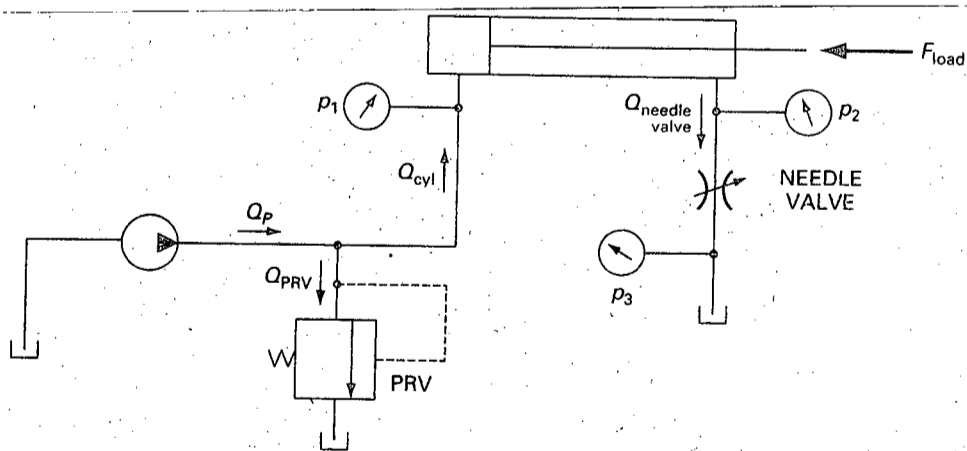 F_load
p₁
Q_needle
valve
p₂
Q_cyl
NEEDLE
VALVE
Q_P
Q_PRV
p₃
PRV